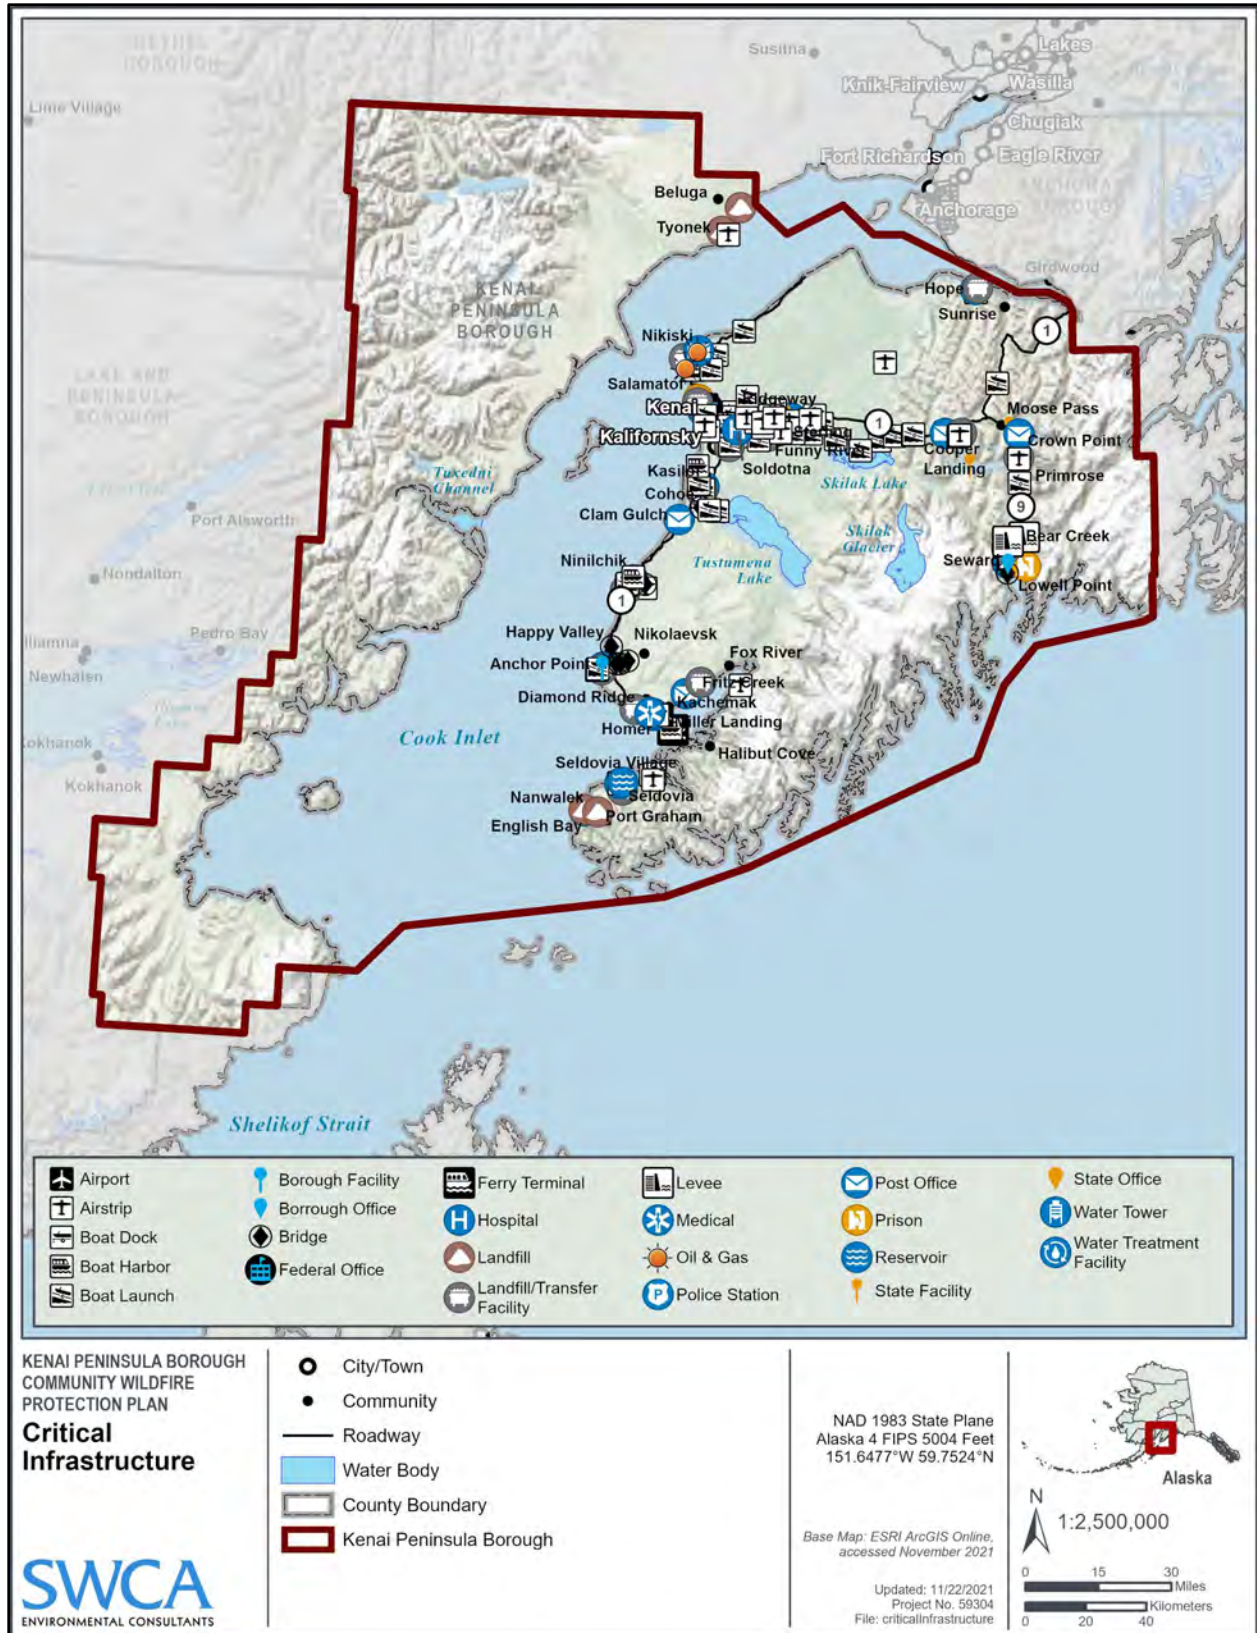 Susitna
Lakes
Knik-Fairview
Wasilla
Lime Village
Chugiak
Fort Richardson
Eagle River
Anchorage
Beluga
Tyonek
Girdwood
KENAI
PENINSULA
BOROUGH
Hope
Sunrise
1
Nikiski
LAKE AND
PENINSULA
BOROUGH
Kenai
Ridgeway
Moose Pass
Kalifornsky
Sterling
1
Crown Point
Funny River
Cooper
Landing
Soldotna
Primrose
Tuxedni
Channel
Skilak Lake
Cohoe
Port Alsworth
Clam Gulch
9
Skilak
Glacier
Bear Creek
Ninilchik
Tustumena
Lake
Seward
Nondalton
Lowell Point
1
Happy Valley
Nikolaevsk
Pedro Bay
Fox River
Anchor Point
Newhalen
Fritz Creek
Diamond Ridge
Kachemak
Miller Landing
Homer
Cook Inlet
Halibut Cove
Kokhanok
Seldovia Village
Kokhanok
Nanwalek
Seldovia
Port Graham
English Bay
Shelikof Strait
Airport
Airstrip
Boat Dock
Boat Harbor
Boat Launch
Borough Facility
Borrough Office
Bridge
Federal Office
Ferry Terminal
Hospital
Landfill
Landfill/Transfer
Facility
Levee
Medical
Oil & Gas
Police Station
Post Office
Prison
Reservoir
State Facility
State Office
Water Tower
Water Treatment
Facility
KENAI PENINSULA BOROUGH
COMMUNITY WILDFIRE
PROTECTION PLAN
Critical
Infrastructure
SWCA
ENVIRONMENTAL CONSULTANTS
City/Town
Community
Roadway
Water Body
County Boundary
Kenai Peninsula Borough
NAD 1983 State Plane
Alaska 4 FIPS 5004 Feet
151.6477°W 59.7524°N
Base Map: ESRI ArcGIS Online,
accessed November 2021
Updated: 11/22/2021
Project No. 59304
File: criticalInfrastructure
Alaska
N
1:2,500,000
0 15 30
Miles
Kilometers
0 20 40